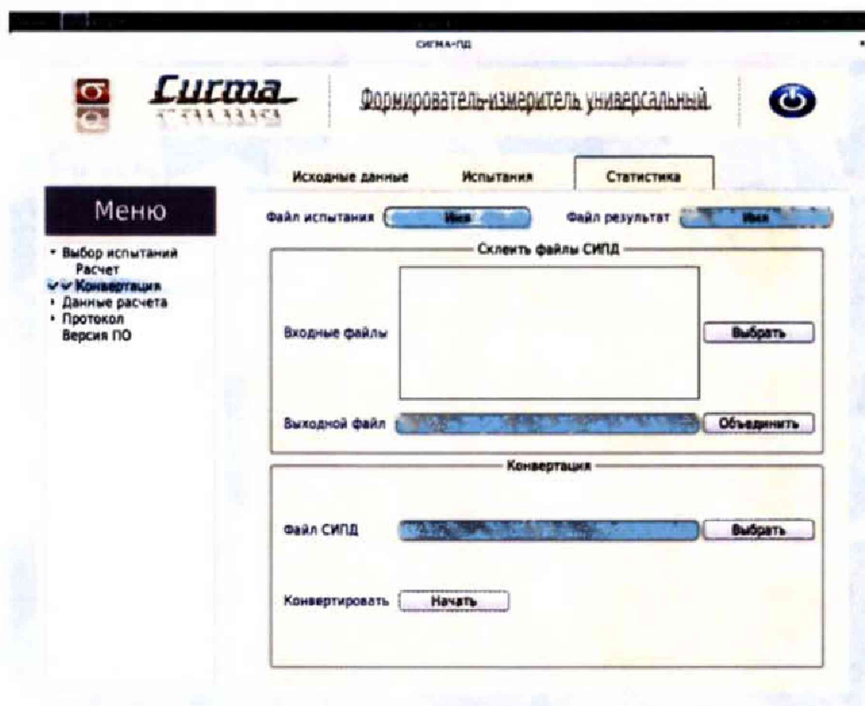 СИГМА-ПД
Сигма
Формирователь-измеритель универсальный
Исходные данные Испытания Статистика
Меню
Файл испытания Имя Файл результат Имя
Выбор испытаний
Расчет
Конвертация
Данные расчета
Протокол
Версия ПО
Склеить файлы СИПД
Входные файлы Выбрать
Выходной файл Объединить
Конвертация
Файл СИПД Выбрать
Конвертировать Начать